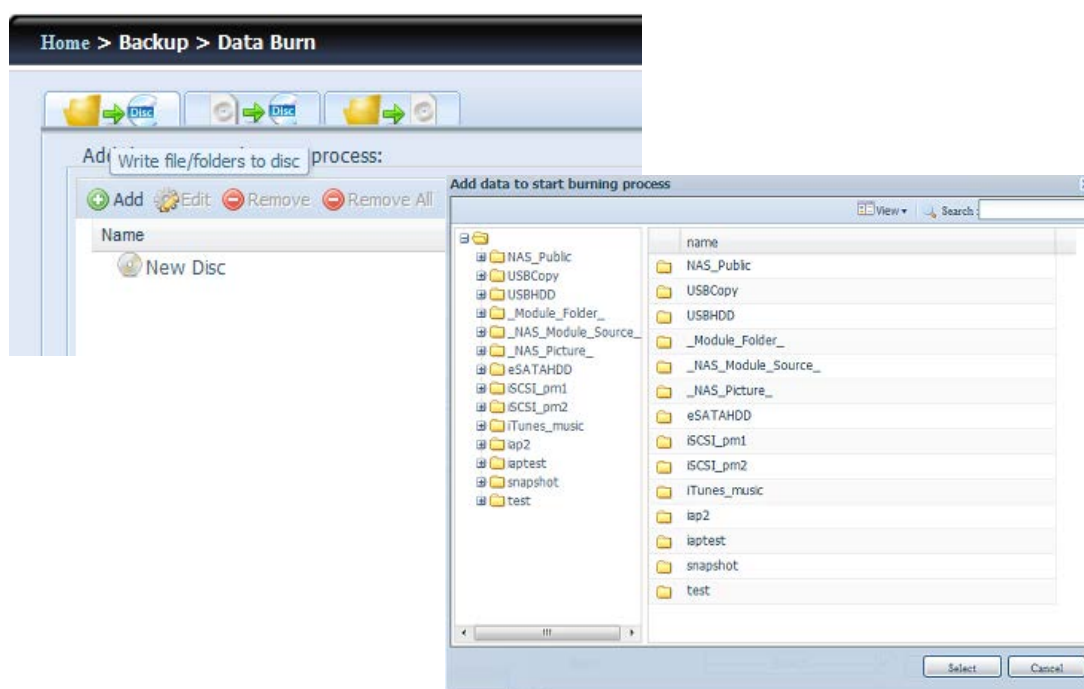 Home > Backup > Data Burn
Disc
Disc
Add
process:
Write file/folders to disc
Add Edit Remove Remove All
Name
New Disc
Add data to start burning process
View Search:
NAS_Public
USBCopy
USBHDD
_Module_Folder_
_NAS_Module_Source_
_NAS_Picture_
eSATAHDD
iSCSI_pm1
iSCSI_pm2
iTunes_music
iap2
iaptest
snapshot
test
name
NAS_Public
USBCopy
USBHDD
_Module_Folder_
_NAS_Module_Source_
_NAS_Picture_
eSATAHDD
iSCSI_pm1
iSCSI_pm2
iTunes_music
iap2
iaptest
snapshot
test
Select Cancel